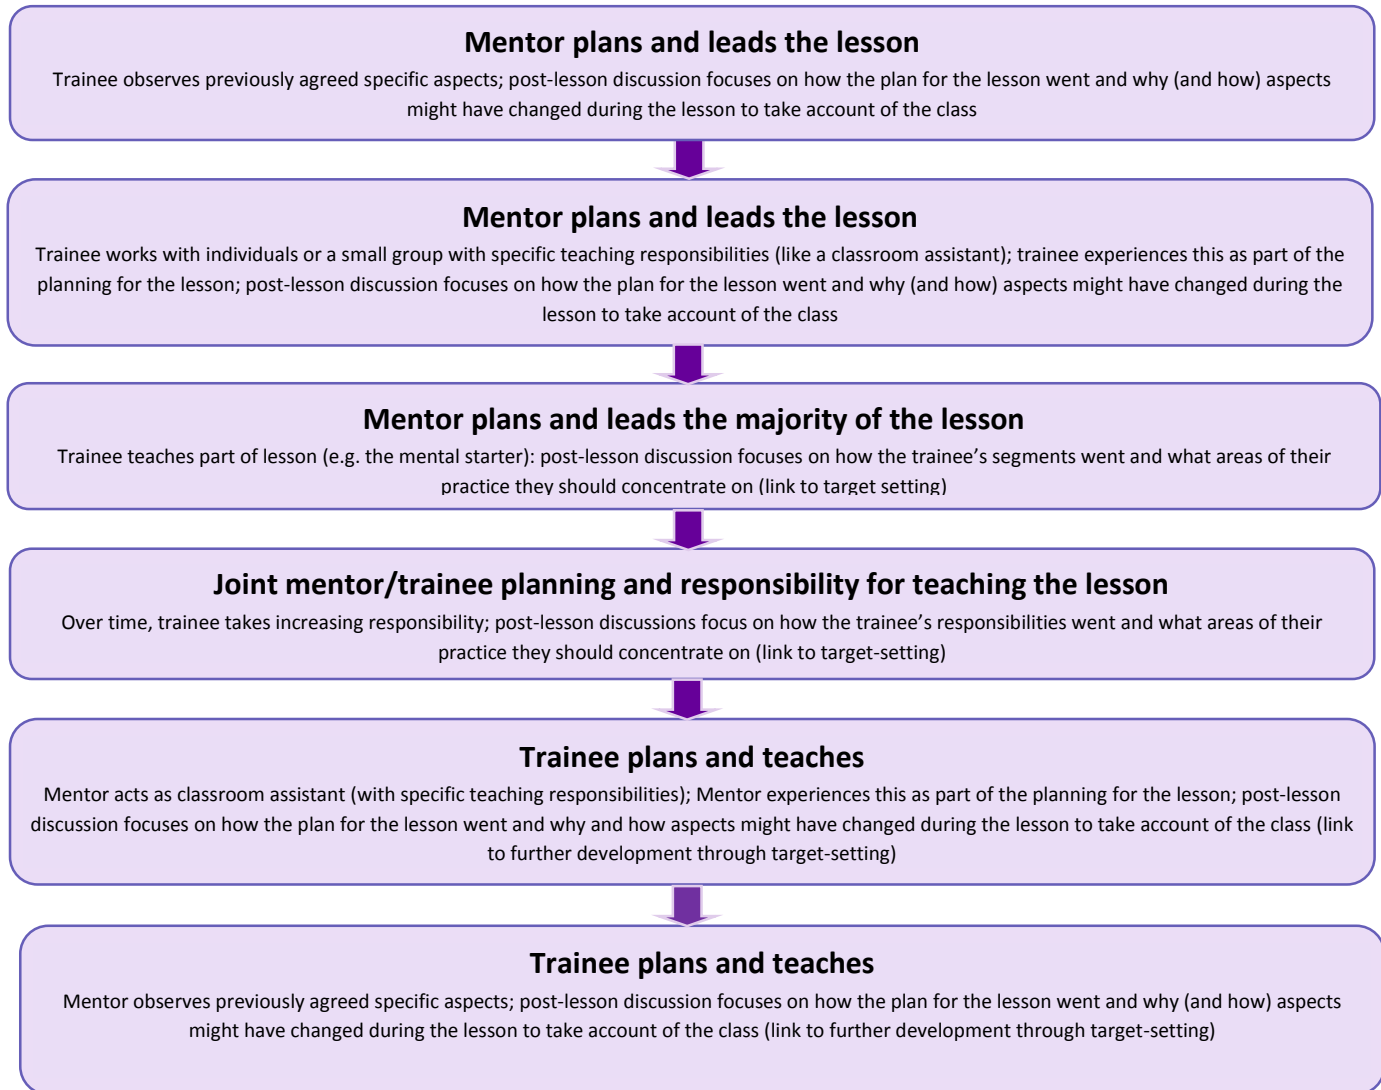 Mentor plans and leads the lesson
Trainee observes previously agreed specific aspects; post-lesson discussion focuses on how the plan for the lesson went and why (and how) aspects
might have changed during the lesson to take account of the class
Mentor plans and leads the lesson
Trainee works with individuals or a small group with specific teaching responsibilities (like a classroom assistant); trainee experiences this as part of the
planning for the lesson; post-lesson discussion focuses on how the plan for the lesson went and why (and how) aspects might have changed during the
lesson to take account of the class
Mentor plans and leads the majority of the lesson
Trainee teaches part of lesson (e.g. the mental starter): post-lesson discussion focuses on how the trainee’s segments went and what areas of their
practice they should concentrate on (link to target setting)
Joint mentor/trainee planning and responsibility for teaching the lesson
Over time, trainee takes increasing responsibility; post-lesson discussions focus on how the trainee’s responsibilities went and what areas of their
practice they should concentrate on (link to target-setting)
Trainee plans and teaches
Mentor acts as classroom assistant (with specific teaching responsibilities); Mentor experiences this as part of the planning for the lesson; post-lesson
discussion focuses on how the plan for the lesson went and why and how aspects might have changed during the lesson to take account of the class (link
to further development through target-setting)
Trainee plans and teaches
Mentor observes previously agreed specific aspects; post-lesson discussion focuses on how the plan for the lesson went and why (and how) aspects
might have changed during the lesson to take account of the class (link to further development through target-setting)